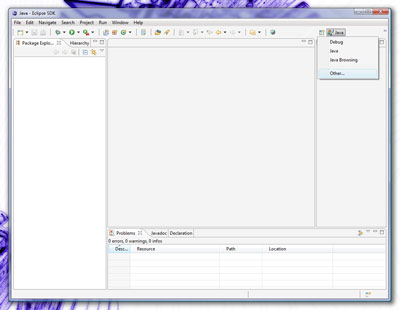 Java - Eclipse SDK
File Edit Navigate Search Project Run Window Help
Java
Package Explo... Hierarchy
Debug
Java
Java Browsing
Other...
Problems Javadoc Declaration
0 errors, 0 warnings, 0 infos
Desc... Resource Path Location